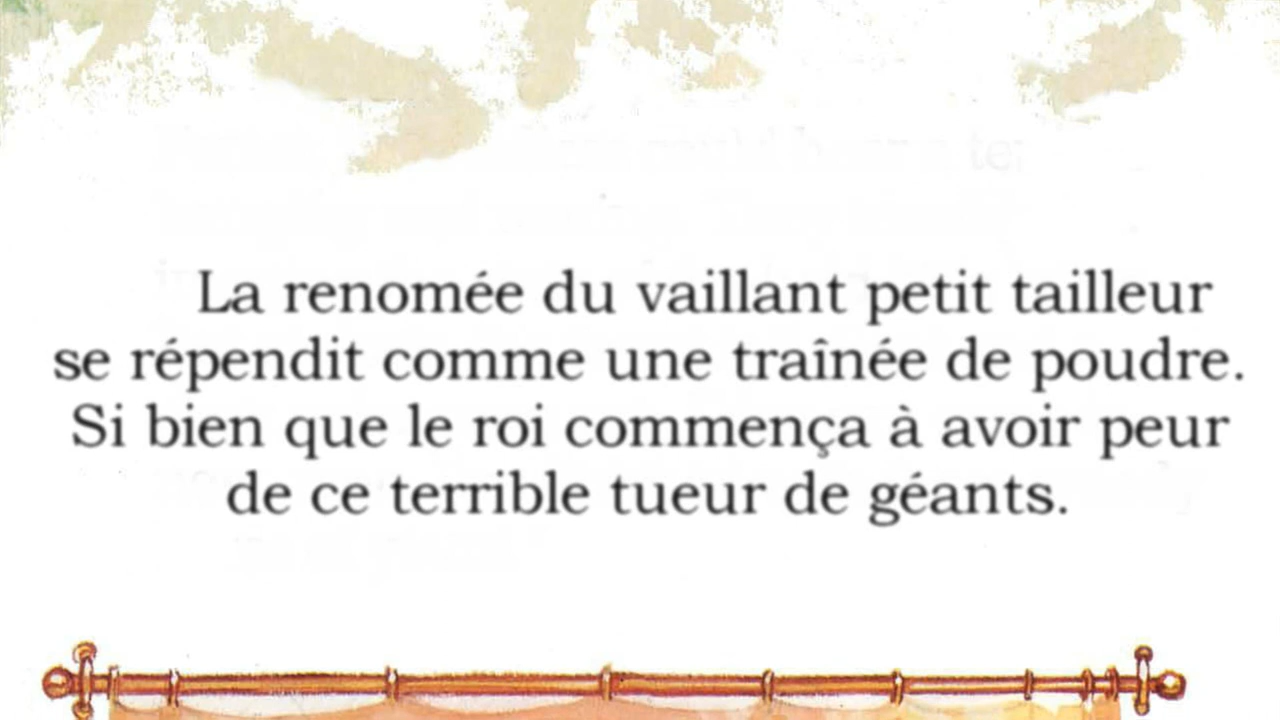 La renomée du vaillant petit tailleur
se répendit comme une traînée de poudre.
Si bien que le roi commença à avoir peur
de ce terrible tueur de géants.